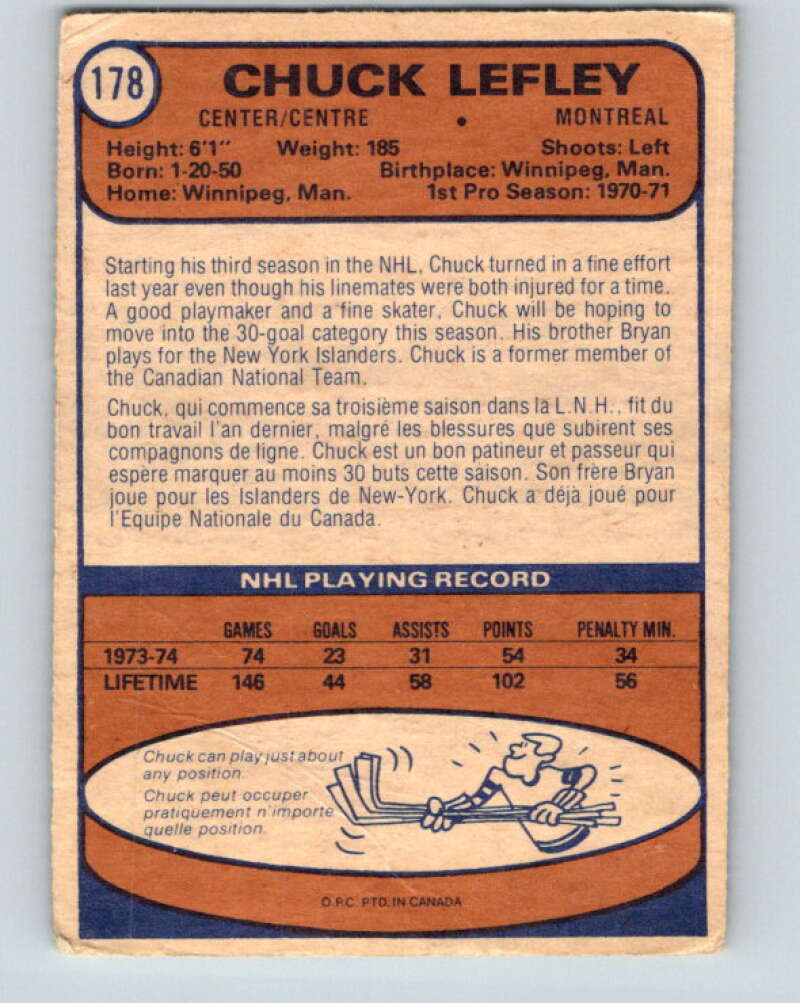 178
CHUCK LEFLEY
CENTER/CENTRE • MONTREAL
Height: 6'1" Weight: 185 Shoots: Left
Born: 1-20-50 Birthplace: Winnipeg, Man.
Home: Winnipeg, Man. 1st Pro Season: 1970-71
Starting his third season in the NHL, Chuck turned in a fine effort
last year even though his linemates were both injured for a time.
A good playmaker and a fine skater, Chuck will be hoping to
move into the 30-goal category this season. His brother Bryan
plays for the New York Islanders. Chuck is a former member of
the Canadian National Team.
Chuck, qui commence sa troisième saison dans la L.N.H., fit du
bon travail l'an dernier, malgré les blessures que subirent ses
compagnons de ligne. Chuck est un bon patineur et passeur qui
espère marquer au moins 30 buts cette saison. Son frère Bryan
joue pour les Islanders de New-York. Chuck a déjà joué pour
l'Equipe Nationale du Canada.
NHL PLAYING RECORD
GAMES GOALS ASSISTS POINTS PENALTY MIN.
1973-74 74 23 31 54 34
LIFETIME 146 44 58 102 56
Chuck can play just about
any position.
Chuck peut occuper
pratiquement n'importe
quelle position.
O.P.C. PTD. IN CANADA